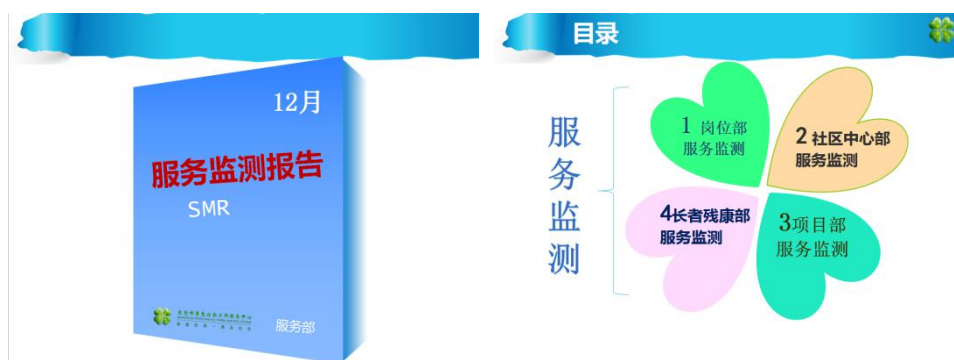 12月
服务监测报告
SMR
服务部
目录
服务监测
1 岗位部
服务监测
2 社区中心部
服务监测
4长者残康部
服务监测
3项目部
服务监测